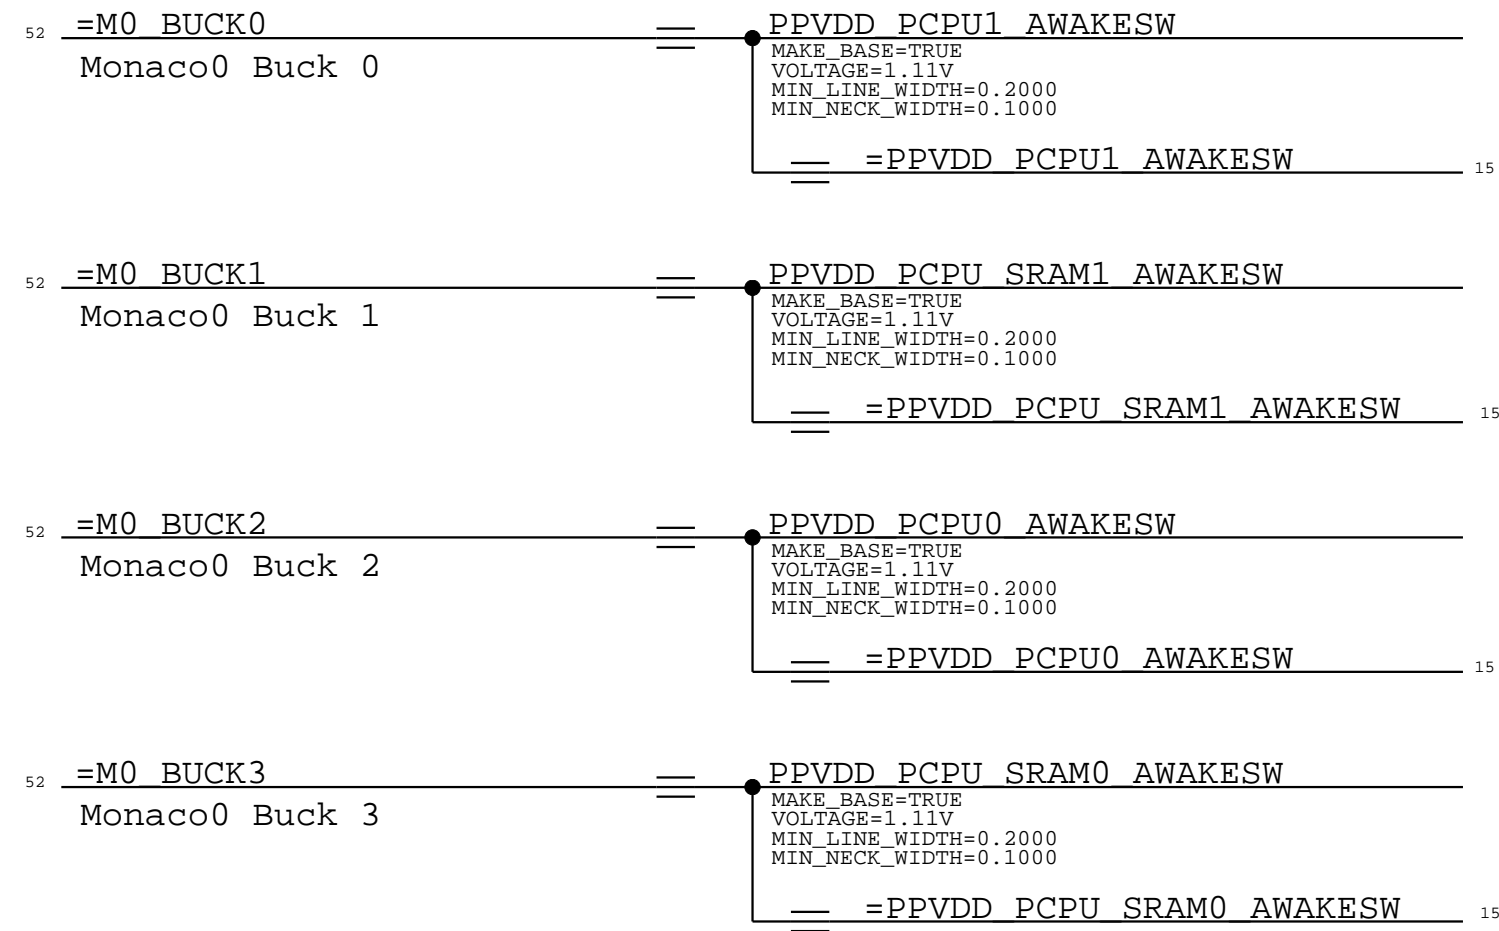 52 =M0_BUCK0 PPVDD_PCPU1_AWAKESW
Monaco0 Buck 0
MAKE_BASE=TRUE
VOLTAGE=1.11V
MIN_LINE_WIDTH=0.2000
MIN_NECK_WIDTH=0.1000
=PPVDD_PCPU1_AWAKESW 15
52 =M0_BUCK1 PPVDD_PCPU_SRAM1_AWAKESW
Monaco0 Buck 1
MAKE_BASE=TRUE
VOLTAGE=1.11V
MIN_LINE_WIDTH=0.2000
MIN_NECK_WIDTH=0.1000
=PPVDD_PCPU_SRAM1_AWAKESW 15
52 =M0_BUCK2 PPVDD_PCPU0_AWAKESW
Monaco0 Buck 2
MAKE_BASE=TRUE
VOLTAGE=1.11V
MIN_LINE_WIDTH=0.2000
MIN_NECK_WIDTH=0.1000
=PPVDD_PCPU0_AWAKESW 15
52 =M0_BUCK3 PPVDD_PCPU_SRAM0_AWAKESW
Monaco0 Buck 3
MAKE_BASE=TRUE
VOLTAGE=1.11V
MIN_LINE_WIDTH=0.2000
MIN_NECK_WIDTH=0.1000
=PPVDD_PCPU_SRAM0_AWAKESW 15